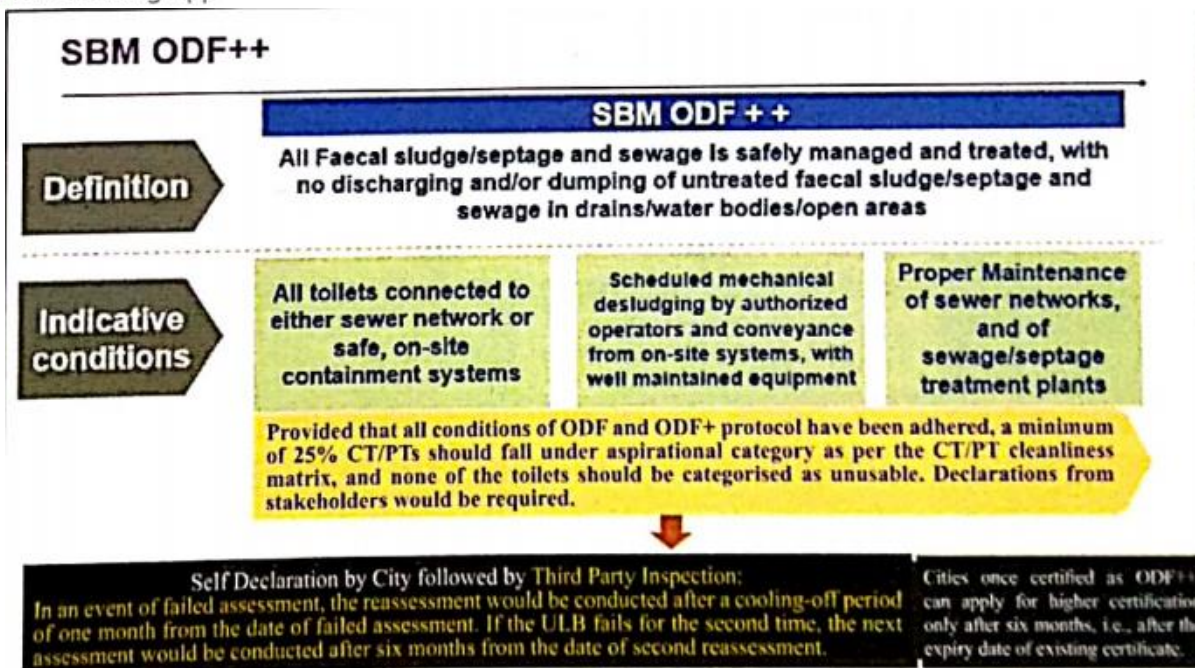 SBM ODF++
SBM ODF + +
Definition
All Faecal sludge/septage and sewage is safely managed and treated, with
no discharging and/or dumping of untreated faecal sludge/septage and
sewage in drains/water bodies/open areas
Indicative
conditions
All toilets connected to
either sewer network or
safe, on-site
containment systems
Scheduled mechanical
desludging by authorized
operators and conveyance
from on-site systems, with
well maintained equipment
Proper Maintenance
of sewer networks,
and of
sewage/septage
treatment plants
Provided that all conditions of ODF and ODF+ protocol have been adhered, a minimum
of 25% CT/PTs should fall under aspirational category as per the CT/PT cleanliness
matrix, and none of the toilets should be categorised as unusable. Declarations from
stakeholders would be required.
Self Declaration by City followed by Third Party Inspection:
In an event of failed assessment, the reassessment would be conducted after a cooling-off period
of one month from the date of failed assessment. If the ULB fails for the second time, the next
assessment would be conducted after six months from the date of second reassessment.
Cities once certified as ODF++
can apply for higher certification
only after six months, i.e., after the
expiry date of existing certificate.